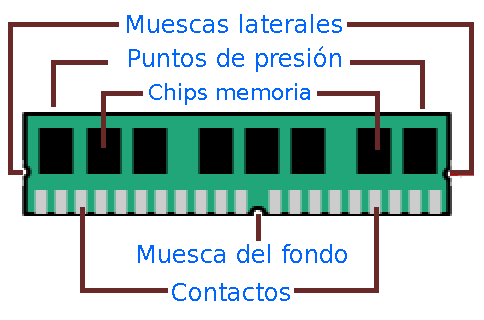 Muescas laterales
Puntos de presión
Chips memoria
Muesca del fondo
Contactos